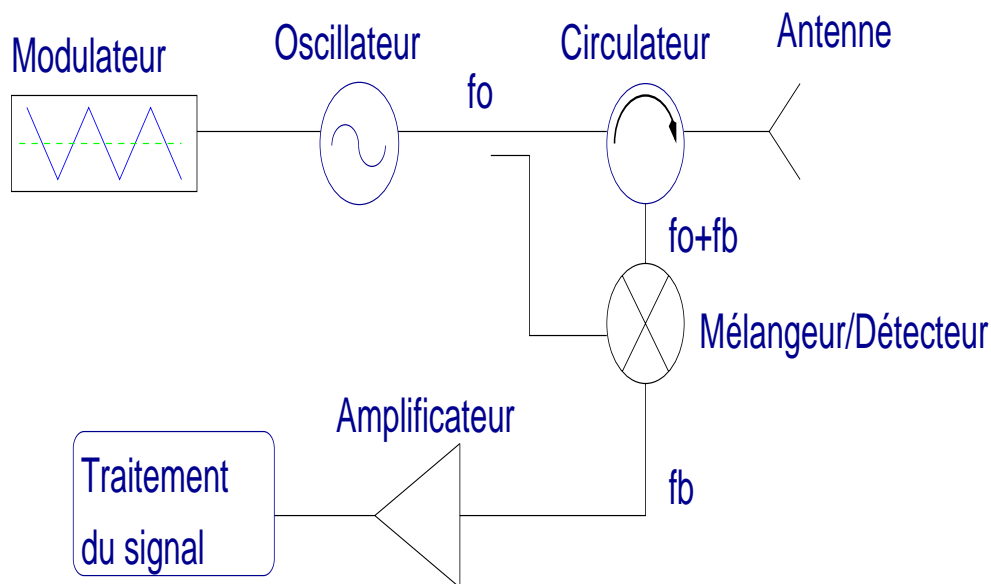 Modulateur
Oscillateur
fo
Circulateur
Antenne
fo+fb
Mélangeur/Détecteur
Amplificateur
fb
Traitement
du signal